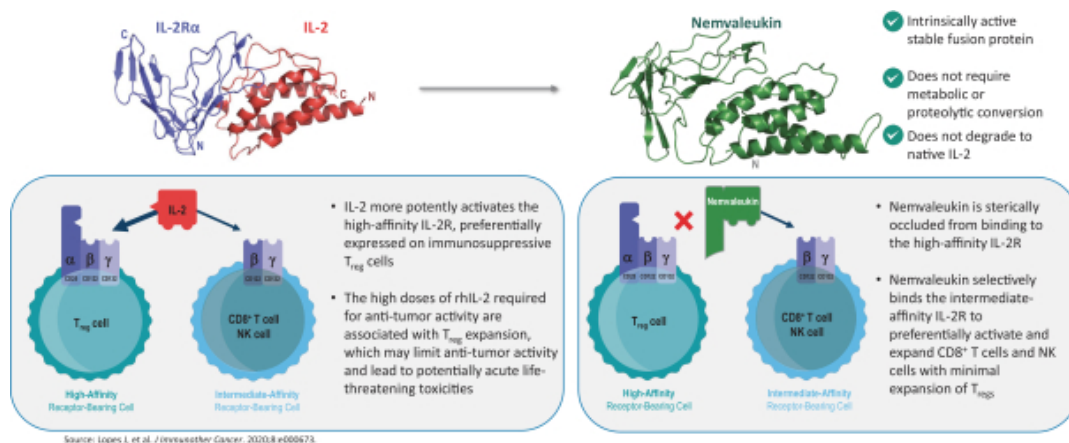 IL-2Rα
IL-2
C
N
C
N
Nemvaleukin
N
Intrinsically active
stable fusion protein
Does not require
metabolic or
proteolytic conversion
Does not degrade to
native IL-2
IL-2
α β γ
β γ
T reg cell
CD8+ T cell
NK cell
High-Affinity
Receptor-Bearing Cell
Intermediate-Affinity
Receptor-Bearing Cell
• IL-2 more potently activates the
high-affinity IL-2R, preferentially
expressed on immunosuppressive
Treg cells
• The high doses of rhIL-2 required
for anti-tumor activity are
associated with Treg expansion,
which may limit anti-tumor activity
and lead to potentially acute life-
threatening toxicities
Nemvaleukin
α β γ
β γ
T reg cell
CD8+ T cell
NK cell
High-Affinity
Receptor-Bearing Cell
Intermediate-Affinity
Receptor-Bearing Cell
• Nemvaleukin is sterically
occluded from binding to
the high-affinity IL-2R
• Nemvaleukin selectively
binds the intermediate-
affinity IL-2R to
preferentially activate and
expand CD8+ T cells and NK
cells with minimal
expansion of Tregs
Source: Lopes J, et al. J Immunother Cancer. 2020;8:e000673.